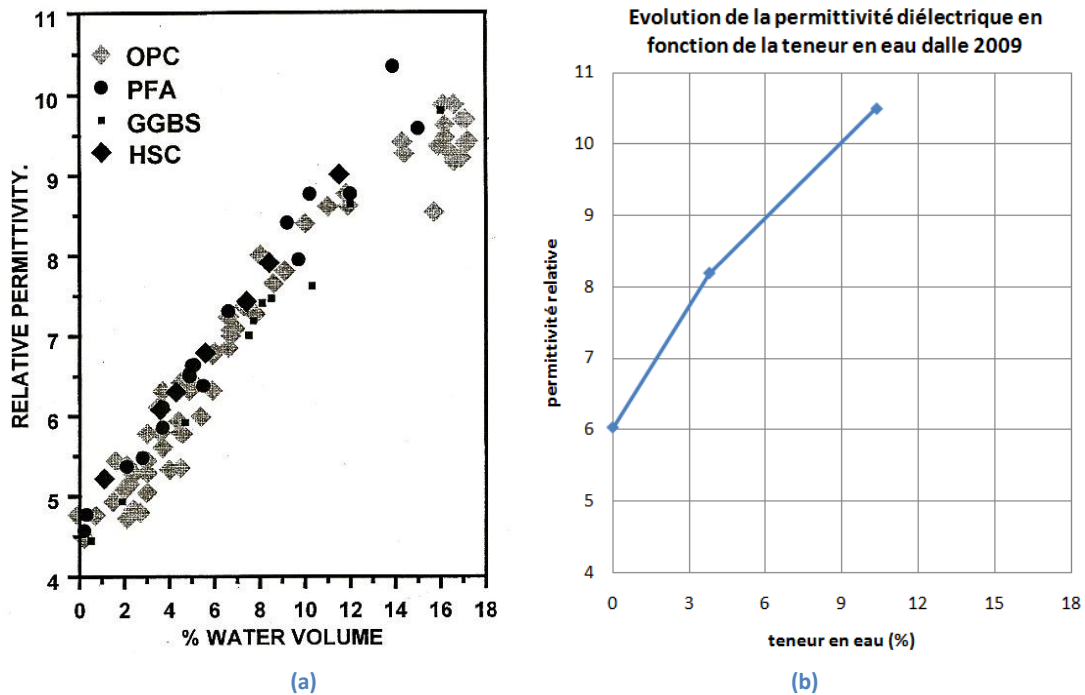 11
10
9
8
7
6
5
4
RELATIVE PERMITTIVITY.
OPC
PFA
GGBS
HSC
0 2 4 6 8 10 12 14 16 18
% WATER VOLUME
(a)
Evolution de la permittivité diélectrique en
fonction de la teneur en eau dalle 2009
11
10
9
8
7
6
5
4
permittivité relative
0 3 6 9 12 15 18
teneur en eau (%)
(b)